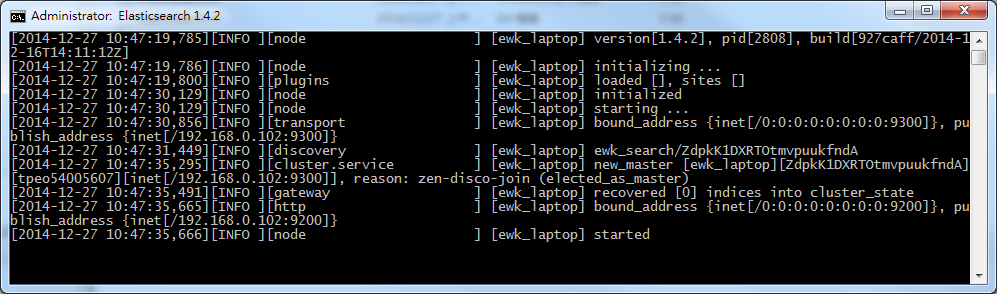 Administrator: Elasticsearch 1.4.2
[2014-12-27 10:47:19,785][INFO ][node                     ] [ewk_laptop] version[1.4.2], pid[2808], build[927caff/2014-1
2-16T14:11:12Z]
[2014-12-27 10:47:19,786][INFO ][node                     ] [ewk_laptop] initializing ...
[2014-12-27 10:47:19,800][INFO ][plugins                  ] [ewk_laptop] loaded [], sites []
[2014-12-27 10:47:30,129][INFO ][node                     ] [ewk_laptop] initialized
[2014-12-27 10:47:30,129][INFO ][node                     ] [ewk_laptop] starting ...
[2014-12-27 10:47:30,856][INFO ][transport                ] [ewk_laptop] bound_address {inet[/0:0:0:0:0:0:0:0:9300]}, pu
blish_address {inet[/192.168.0.102:9300]}
[2014-12-27 10:47:31,449][INFO ][discovery                ] [ewk_laptop] ewk_search/ZdpkK1DXRTOtmvpuukfndA
[2014-12-27 10:47:35,295][INFO ][cluster.service          ] [ewk_laptop] new_master [ewk_laptop][ZdpkK1DXRTOtmvpuukfndA]
[tpeo54005607][inet[/192.168.0.102:9300]], reason: zen-disco-join (elected_as_master)
[2014-12-27 10:47:35,491][INFO ][gateway                  ] [ewk_laptop] recovered [0] indices into cluster_state
[2014-12-27 10:47:35,665][INFO ][http                     ] [ewk_laptop] bound_address {inet[/0:0:0:0:0:0:0:0:9200]}, pu
blish_address {inet[/192.168.0.102:9200]}
[2014-12-27 10:47:35,666][INFO ][node                     ] [ewk_laptop] started